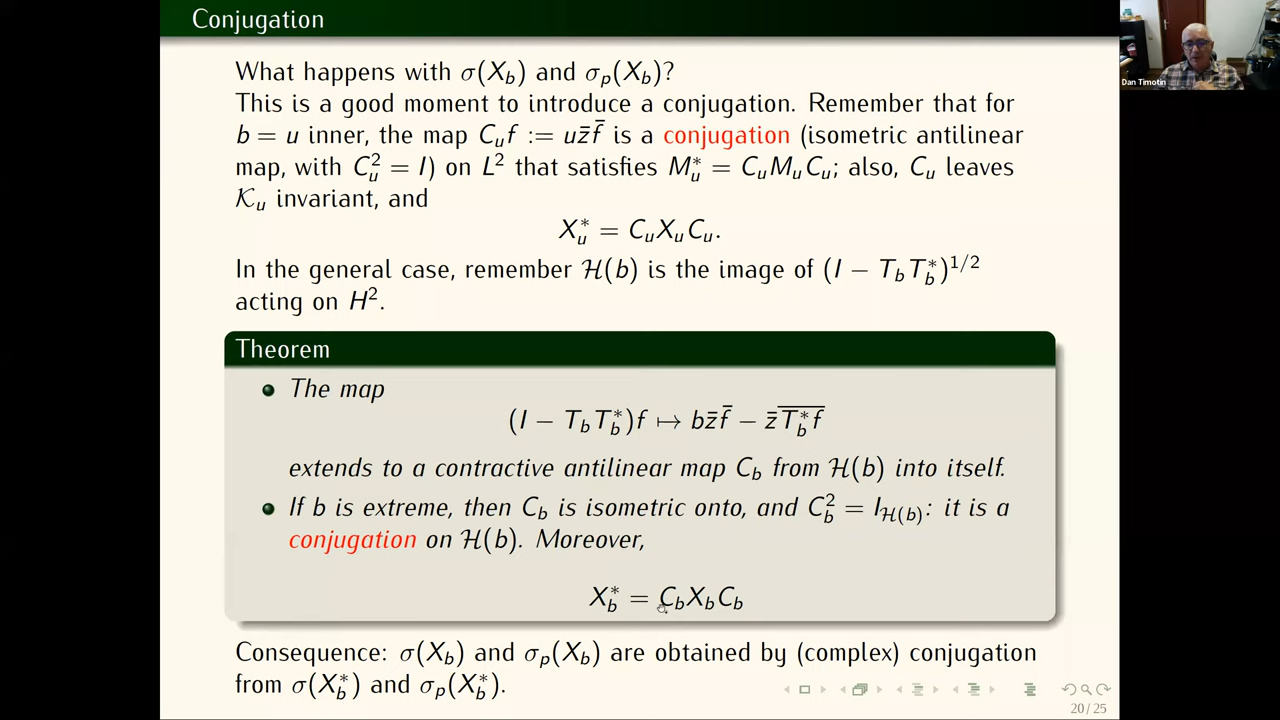 Conjugation
Dan Timotin
What happens with σ(X_b) and σ_p(X_b)?
This is a good moment to introduce a conjugation. Remember that for
b = u inner, the map C_u f := uz̄f̄ is a conjugation (isometric antilinear
map, with C_u^2 = I) on L^2 that satisfies M_u^* = C_u M_u C_u; also, C_u leaves
𝒦_u invariant, and
X_u^* = C_u X_u C_u.
In the general case, remember ℋ(b) is the image of (I − T_b T_b^*)^{1/2}
acting on H^2.
Theorem
The map
(I − T_b T_b^*)f ↦ bz̄f̄ − z̄\overline{T_b^* f}
extends to a contractive antilinear map C_b from ℋ(b) into itself.
If b is extreme, then C_b is isometric onto, and C_b^2 = I_{ℋ(b)}: it is a
conjugation on ℋ(b). Moreover,
X_b^* = C_b X_b C_b
Consequence: σ(X_b) and σ_p(X_b) are obtained by (complex) conjugation
from σ(X_b^*) and σ_p(X_b^*).
20 / 25